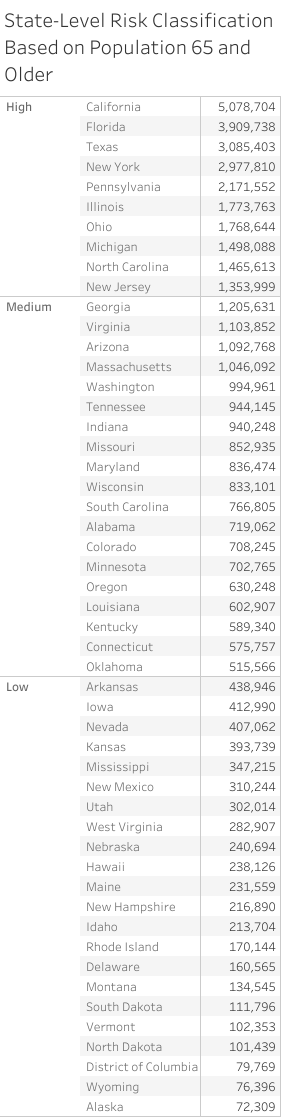 State-Level Risk Classification
Based on Population 65 and
Older
High California 5,078,704
Florida 3,909,738
Texas 3,085,403
New York 2,977,810
Pennsylvania 2,171,552
Illinois 1,773,763
Ohio 1,768,644
Michigan 1,498,088
North Carolina 1,465,613
New Jersey 1,353,999
Medium Georgia 1,205,631
Virginia 1,103,852
Arizona 1,092,768
Massachusetts 1,046,092
Washington 994,961
Tennessee 944,145
Indiana 940,248
Missouri 852,935
Maryland 836,474
Wisconsin 833,101
South Carolina 766,805
Alabama 719,062
Colorado 708,245
Minnesota 702,765
Oregon 630,248
Louisiana 602,907
Kentucky 589,340
Connecticut 575,757
Oklahoma 515,566
Low Arkansas 438,946
Iowa 412,990
Nevada 407,062
Kansas 393,739
Mississippi 347,215
New Mexico 310,244
Utah 302,014
West Virginia 282,907
Nebraska 240,694
Hawaii 238,126
Maine 231,559
New Hampshire 216,890
Idaho 213,704
Rhode Island 170,144
Delaware 160,565
Montana 134,545
South Dakota 111,796
Vermont 102,353
North Dakota 101,439
District of Columbia 79,769
Wyoming 76,396
Alaska 72,309